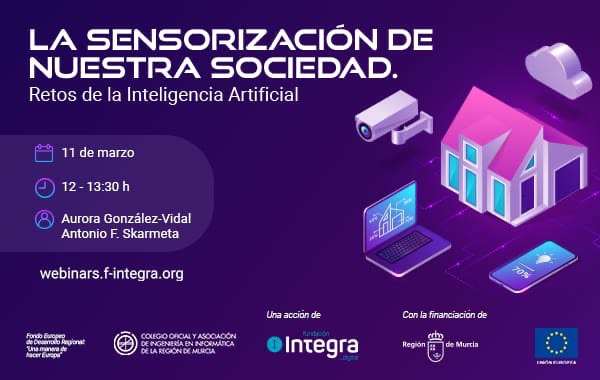 LA SENSORIZACIÓN DE
NUESTRA SOCIEDAD.
Retos de la Inteligencia Artificial
11 de marzo
12 - 13:30 h
Aurora González-Vidal
Antonio F. Skarmeta
webinars.f-integra.org
70%
Una acción de
Con la financiación de
Fondo Europeo
de Desarrollo Regional:
"Una manera de
hacer Europa"
COLEGIO OFICIAL Y ASOCIACIÓN
DE INGENIERÍA EN INFORMÁTICA
DE LA REGIÓN DE MURCIA
fundación
Integra
digital
Región de Murcia
UNIÓN EUROPEA